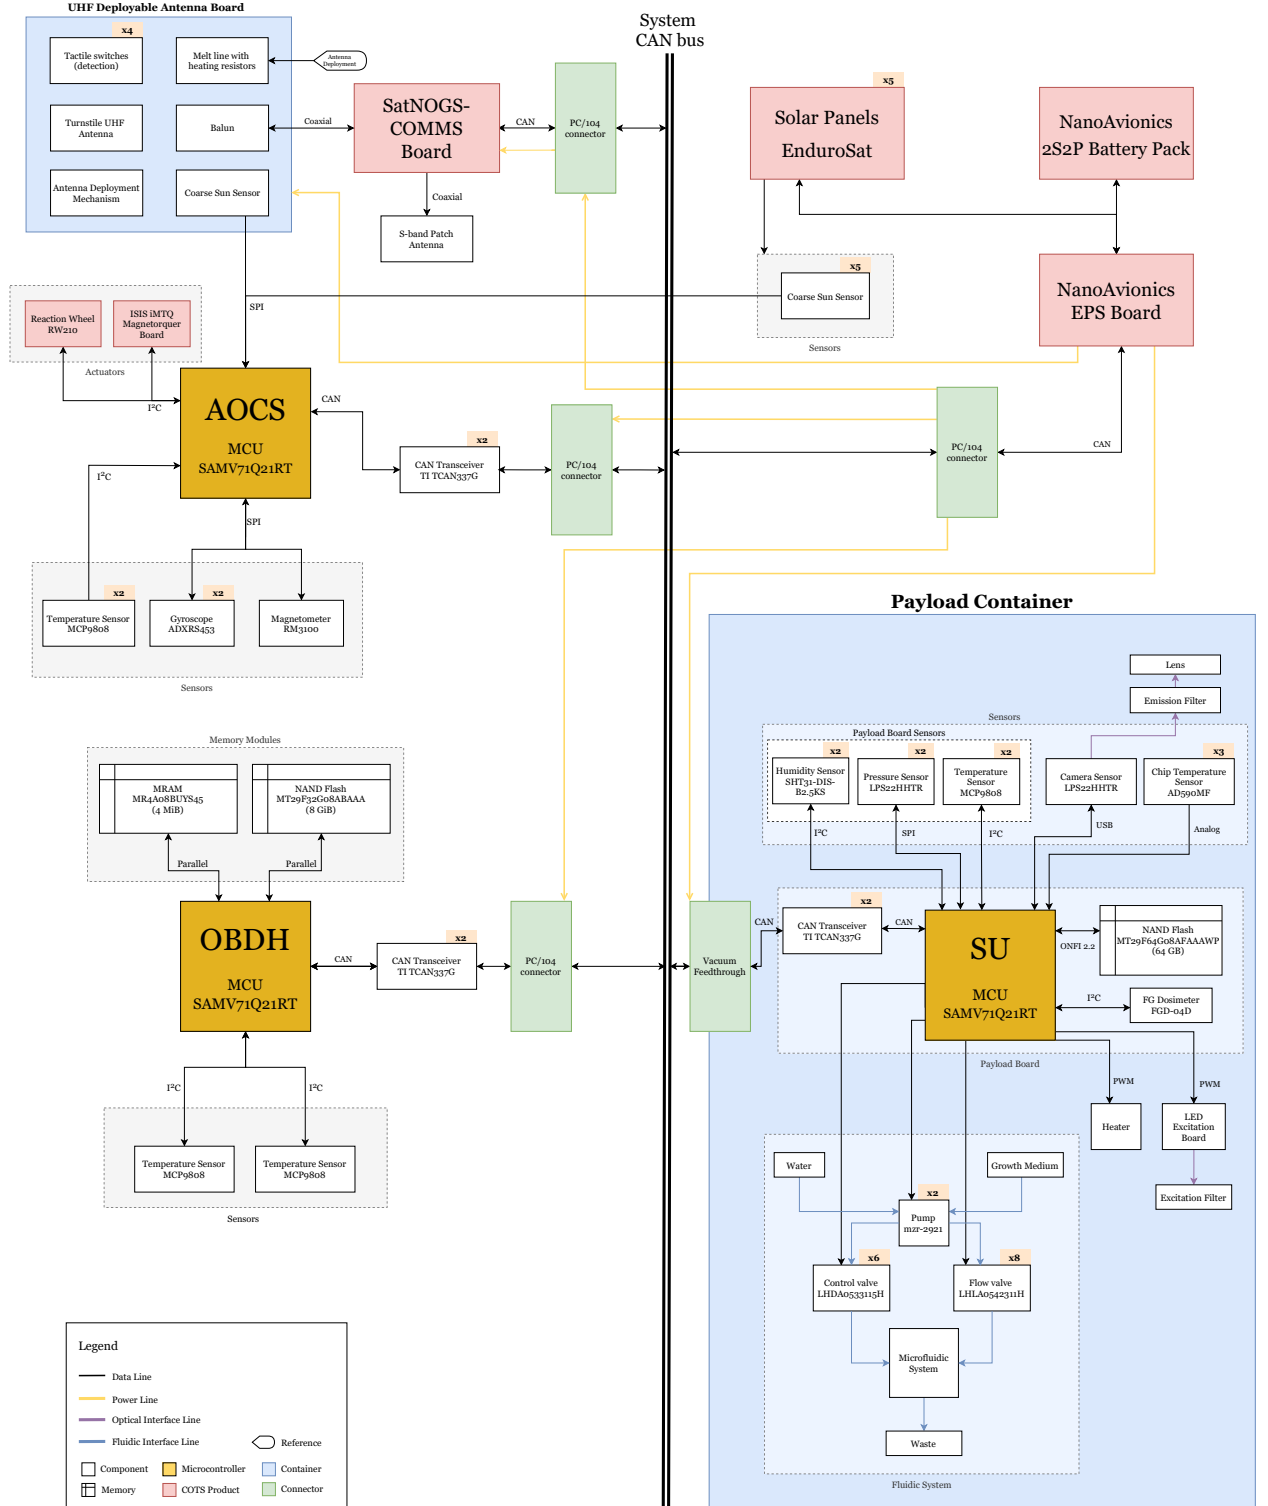 UHF Deployable Antenna Board
x4
Tactile switches
(detection)
Melt line with
heating resistors
Antenna
Deployment
Turnstile UHF
Antenna
Balun
Coaxial
Antenna Deployment
Mechanism
Coarse Sun Sensor
SatNOGS-
COMMS
Board
CAN
PC/104
connector
Coaxial
S-band Patch
Antenna
System
CAN bus
x5
Solar Panels
EnduroSat
NanoAvionics
2S2P Battery Pack
x5
Coarse Sun Sensor
Sensors
NanoAvionics
EPS Board
SPI
Reaction Wheel
RW210
ISIS iMTQ
Magnetorquer
Board
Actuators
I²C
AOCS
MCU
SAMV71Q21RT
CAN
x2
CAN Transceiver
TI TCAN337G
PC/104
connector
PC/104
connector
CAN
I²C
SPI
x2
Temperature Sensor
MCP9808
x2
Gyroscope
ADXRS453
Magnetometer
RM3100
Sensors
Payload Container
Lens
Emission Filter
Sensors
Payload Board Sensors
x2
Humidity Sensor
SHT31-DIS-
B2.5KS
x2
Pressure Sensor
LPS22HHTR
x2
Temperature
Sensor
MCP9808
Camera Sensor
LPS22HHTR
x3
Chip Temperature
Sensor
AD590MF
I²C
SPI
I²C
USB
Analog
Memory Modules
MRAM
MR4A08BUYS45
(4 MiB)
NAND Flash
MT29F32G08ABAAA
(8 GiB)
Parallel
Parallel
OBDH
MCU
SAMV71Q21RT
CAN
x2
CAN Transceiver
TI TCAN337G
PC/104
connector
Vacuum
Feedthrough
CAN
x2
CAN Transceiver
TI TCAN337G
CAN
SU
MCU
SAMV71Q21RT
ONFI 2.2
NAND Flash
MT29F64G08AFAAAWP
(64 GB)
I²C
FG Dosimeter
FGD-04D
Payload Board
PWM
PWM
Heater
LED
Excitation
Board
Excitation Filter
I²C
I²C
Temperature Sensor
MCP9808
Temperature Sensor
MCP9808
Sensors
Water
Growth Medium
x2
Pump
mzr-2921
x6
Control valve
LHDA0533115H
x8
Flow valve
LHLA0542311H
Microfluidic
System
Waste
Fluidic System
Legend
Data Line
Power Line
Optical Interface Line
Fluidic Interface Line
Reference
Component
Microcontroller
Container
Memory
COTS Product
Connector